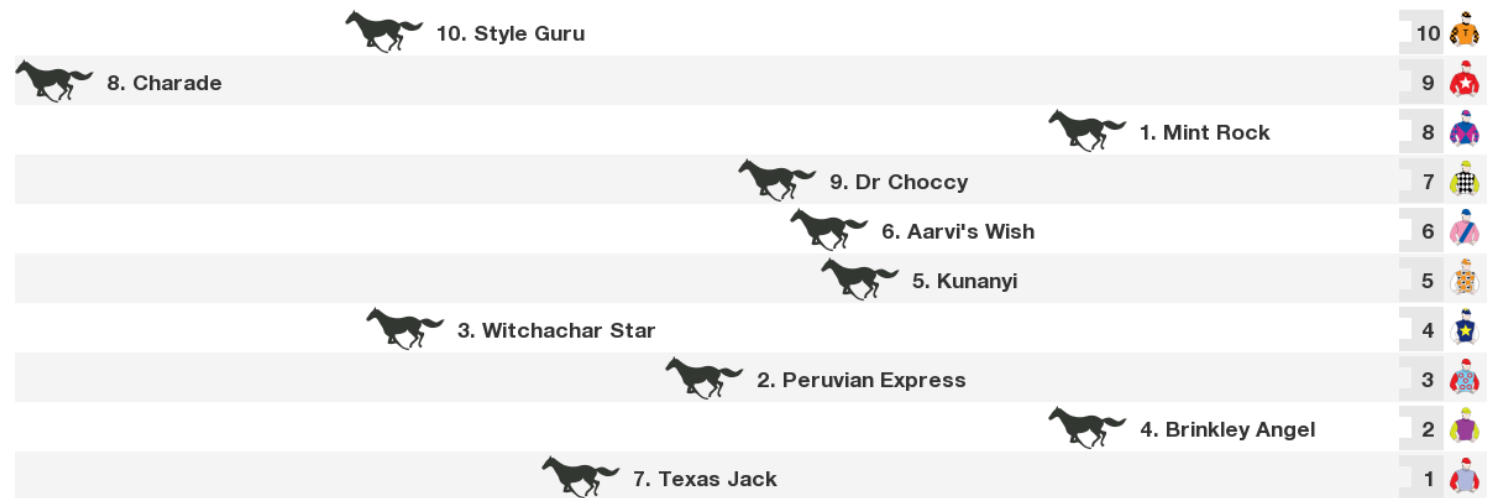 10. Style Guru 10
8. Charade 9
1. Mint Rock 8
9. Dr Choccy 7
6. Aarvi's Wish 6
5. Kunanyi 5
3. Witchachar Star 4
2. Peruvian Express 3
4. Brinkley Angel 2
7. Texas Jack 1